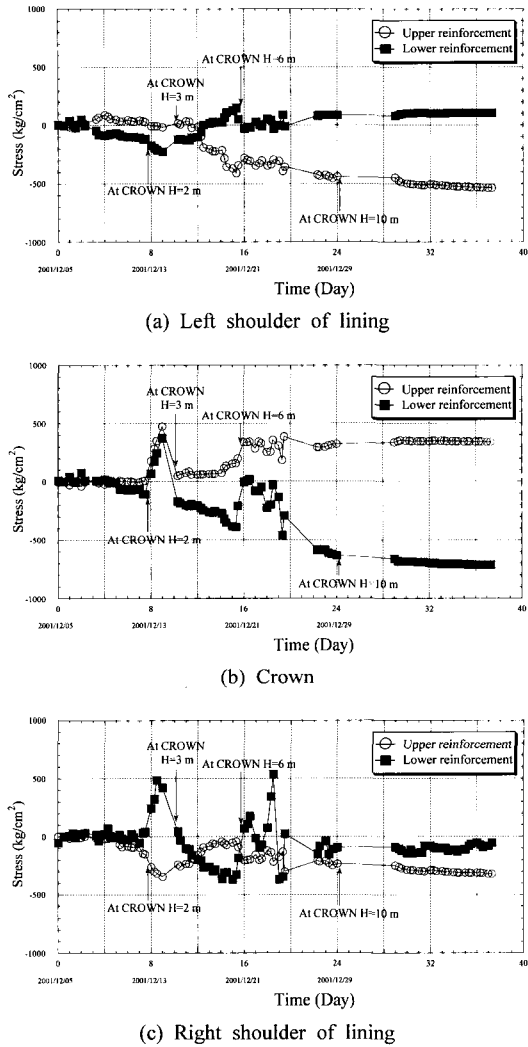 1000
500
0
-500
-1000
Stress (kg/cm²)
Upper reinforcement
Lower reinforcement
At CROWN H=6 m
At CROWN
H=3 m
At CROWN H=2 m
At CROWN H=10 m
0 8 16 24 32 40
2001/12/05 2001/12/13 2001/12/21 2001/12/29
Time (Day)
(a) Left shoulder of lining
1000
500
0
-500
-1000
Stress (kg/cm²)
Upper reinforcement
Lower reinforcement
At CROWN
H=3 m
At CROWN H=6 m
At CROWN H=2 m
At CROWN H=10 m
0 8 16 24 32 40
2001/12/05 2001/12/13 2001/12/21 2001/12/29
Time (Day)
(b) Crown
1000
500
0
-500
-1000
Stress (kg/cm²)
Upper reinforcement
Lower reinforcement
At CROWN
H=3 m
At CROWN H=6 m
At CROWN H=2 m
At CROWN H=10 m
0 8 16 24 32 40
2001/12/05 2001/12/13 2001/12/21 2001/12/29
Time (Day)
(c) Right shoulder of lining